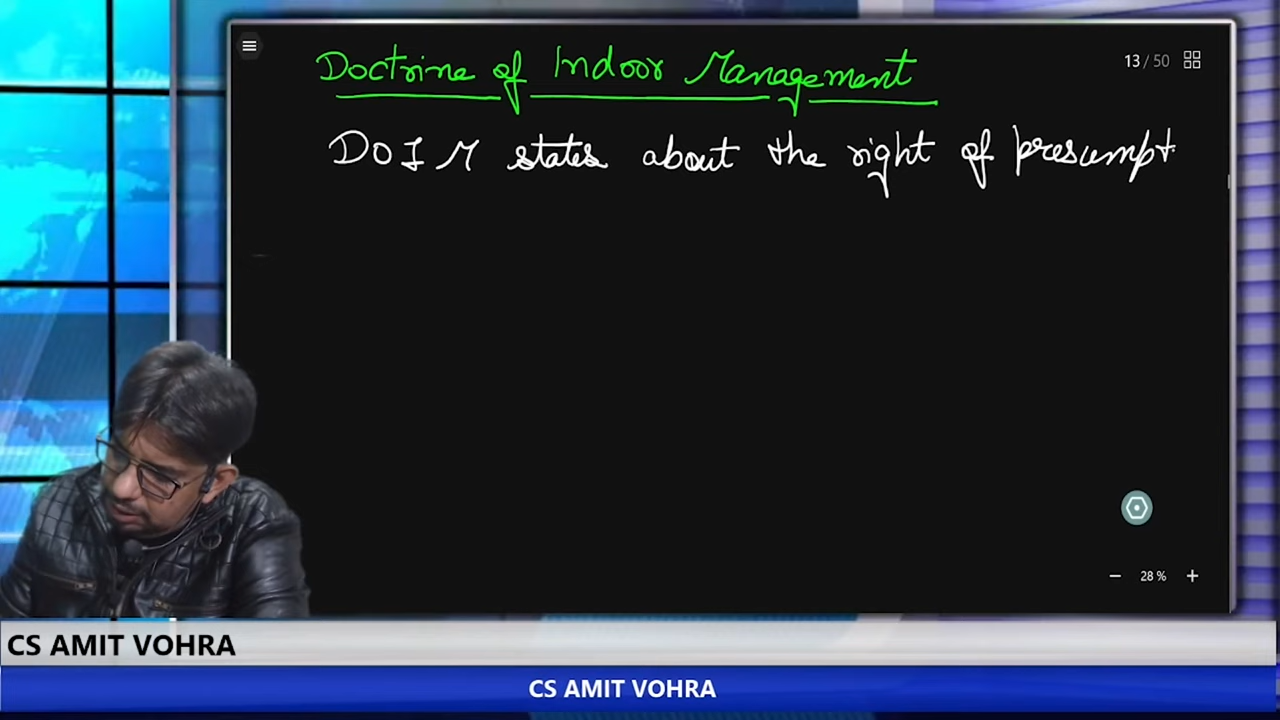 Doctrine of Indoor Management
13 / 50
DOIM states about the right of presumpt
28 %
CS AMIT VOHRA
CS AMIT VOHRA